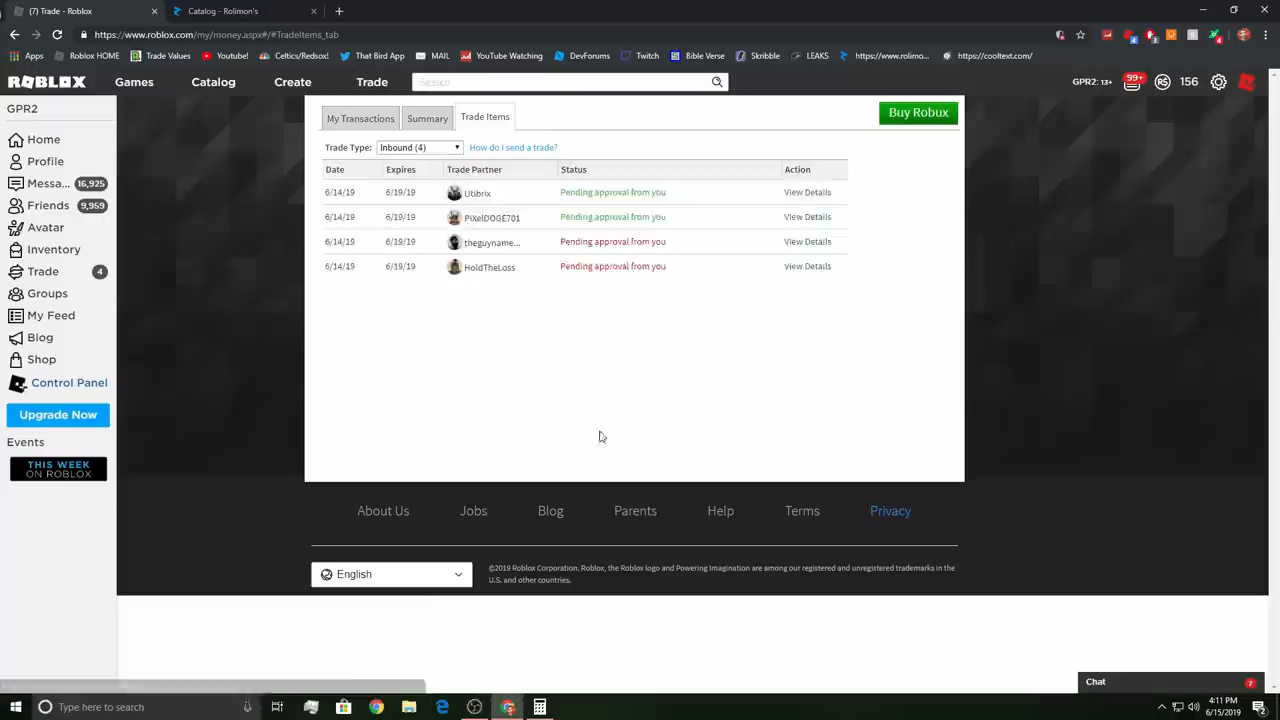 (7) Trade - Roblox
Catalog - Rolimon's
https://www.roblox.com/my/money.aspx#/#TradeItems_tab
Apps
Roblox HOME
Trade Values
YouTube
Twitter
Celtics/Redsox!
That Bird App
MAIL
YouTube Watching
DevForums
Twitch
Bible Verse
Skribble
LEAKS
https://www.rolimo...
https://cooltext.com/
ROBLOX
Games
Catalog
Create
Trade
Search
GPR2: 13+
99+
156
GPR2
Home
Profile
Messa... 16,925
Friends 9,959
Avatar
Inventory
Trade 4
Groups
My Feed
Blog
Shop
Control Panel
Upgrade Now
Events
THIS WEEK
ON ROBLOX
My Transactions
Summary
Trade Items
Buy Robux
Trade Type: Inbound (4) How do I send a trade?
Date Expires Trade Partner Status Action
6/14/19 6/19/19 Utibrix Pending approval from you View Details
6/14/19 6/19/19 PiXelDOGE701 Pending approval from you View Details
6/14/19 6/19/19 theguyname... Pending approval from you View Details
6/14/19 6/19/19 HoldTheLoss Pending approval from you View Details
About Us
Jobs
Blog
Parents
Help
Terms
Privacy
English
©2019 Roblox Corporation. Roblox, the Roblox logo and Powering Imagination are among our registered and unregistered trademarks in the
U.S. and other countries.
Chat 7
Type here to search
4:11 PM
6/15/2019